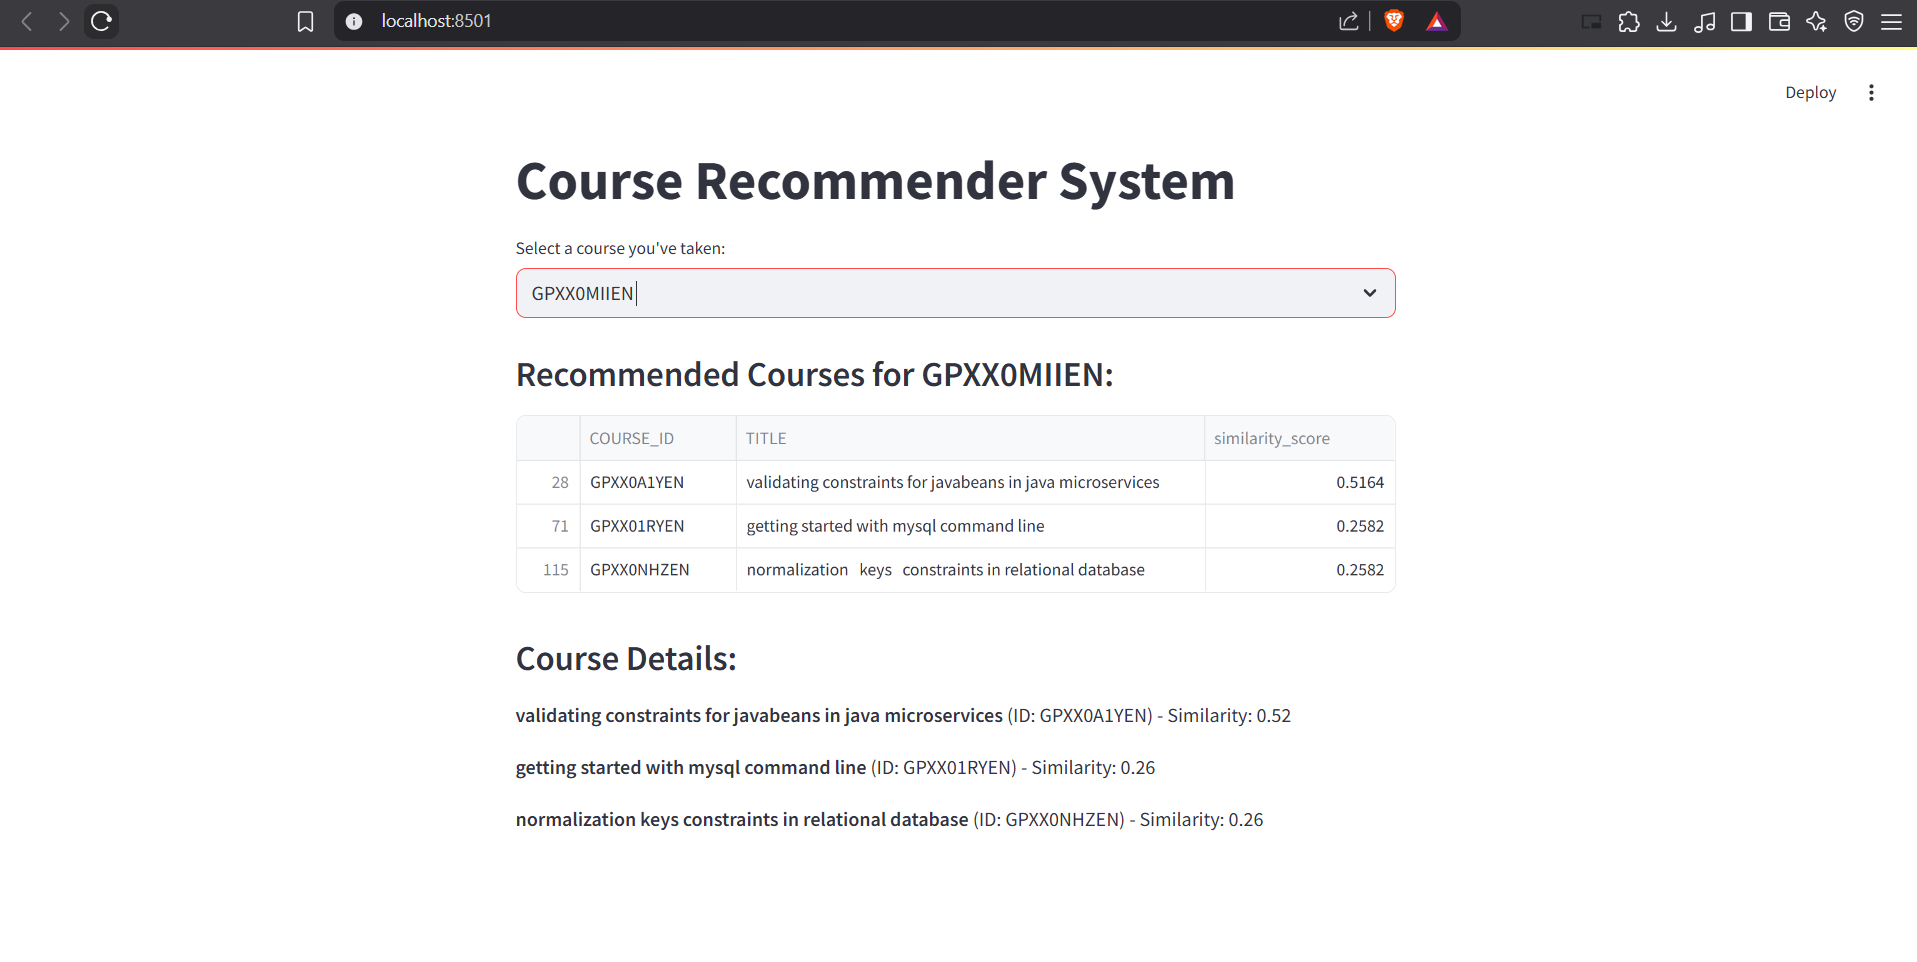 localhost:8501
Deploy
Course Recommender System
Select a course you've taken:
GPXX0MIIEN
Recommended Courses for GPXX0MIIEN:
COURSE_ID TITLE similarity_score
28 GPXX0A1YEN validating constraints for javabeans in java microservices 0.5164
71 GPXX01RYEN getting started with mysql command line 0.2582
115 GPXX0NHZEN normalization keys constraints in relational database 0.2582
Course Details:
validating constraints for javabeans in java microservices (ID: GPXX0A1YEN) - Similarity: 0.52
getting started with mysql command line (ID: GPXX01RYEN) - Similarity: 0.26
normalization keys constraints in relational database (ID: GPXX0NHZEN) - Similarity: 0.26